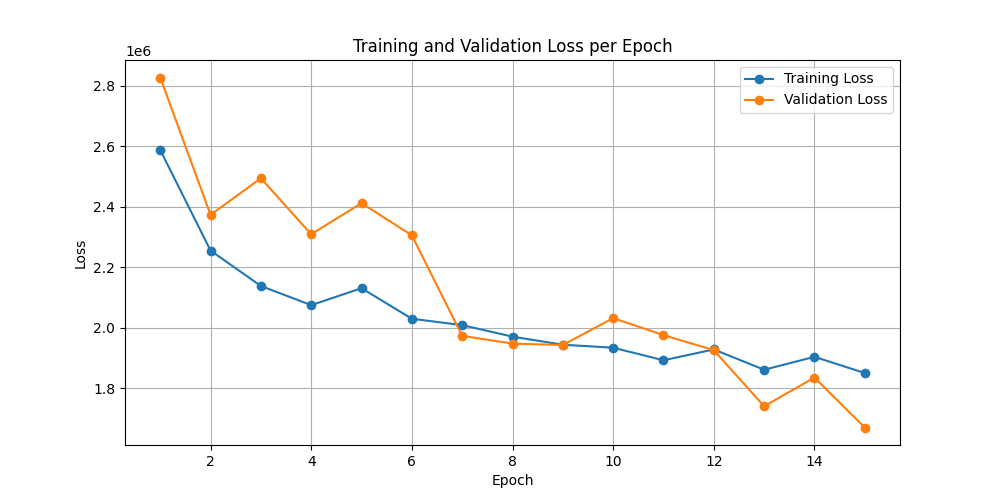 Training and Validation Loss per Epoch
1e6
Training Loss
Validation Loss
2.8
2.6
2.4
2.2
2.0
1.8
Loss
2 4 6 8 10 12 14
Epoch